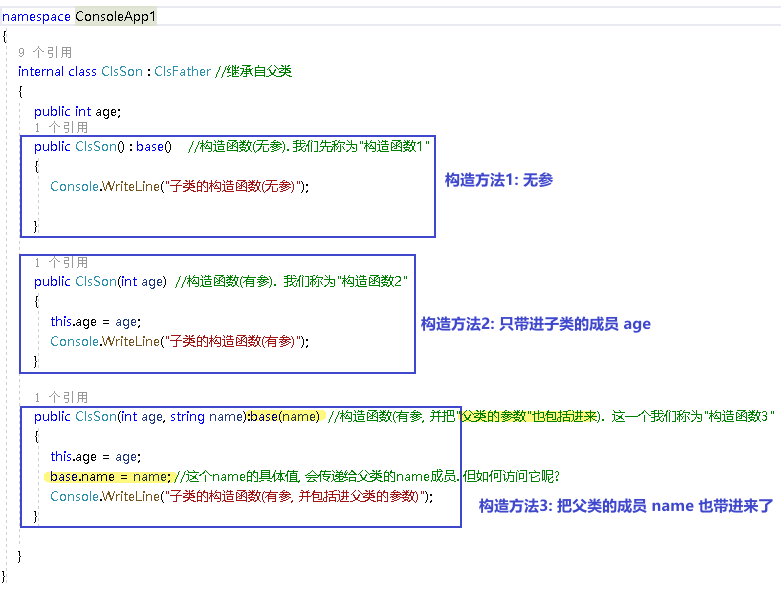 namespace ConsoleApp1
{
9 个引用
internal class ClsSon : ClsFather //继承自父类
{
public int age;
1 个引用
public ClsSon() : base() //构造函数(无参). 我们先称为"构造函数1"
{
Console.WriteLine("子类的构造函数(无参)");
}
构造方法1: 无参
1 个引用
public ClsSon(int age) //构造函数(有参). 我们称为"构造函数2"
{
this.age = age;
Console.WriteLine("子类的构造函数(有参)");
}
构造方法2: 只带进子类的成员 age
1 个引用
public ClsSon(int age, string name):base(name) //构造函数(有参, 并把"父类的参数"也包括进来). 这一个我们称为"构造函数3"
{
this.age = age;
base.name = name; //这个name的具体值, 会传递给父类的name成员. 但如何访问它呢?
Console.WriteLine("子类的构造函数(有参, 并包括进父类的参数)");
}
构造方法3: 把父类的成员 name 也带进来了
}
}